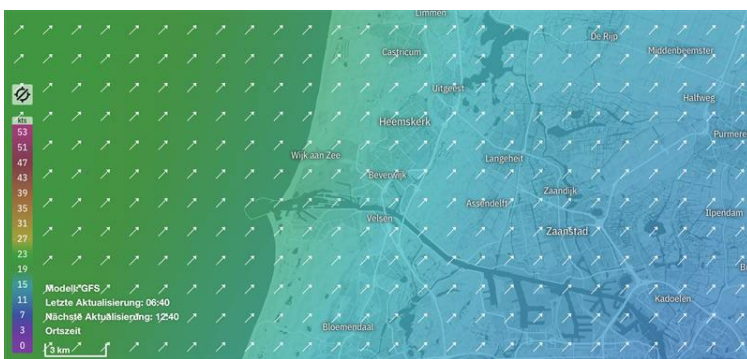 Limmen
De Rijp
Castricum
Middenbeemster
Uitgeest
Halfweg
Heemskerk
Purmere
Wijk aan Zee
Langeheit
Beverwijk
Zaandijk
Assendelft
Ilpendam
Velsen
Zaanstad
Kadoelen
Bloemendaal
kts
53
51
47
43
39
35
31
27
23
19
15
11
7
3
0
Modell: GFS
Letzte Aktualisierung: 06:40
Nächste Aktualisierung: 12:40
Ortszeit
3 km